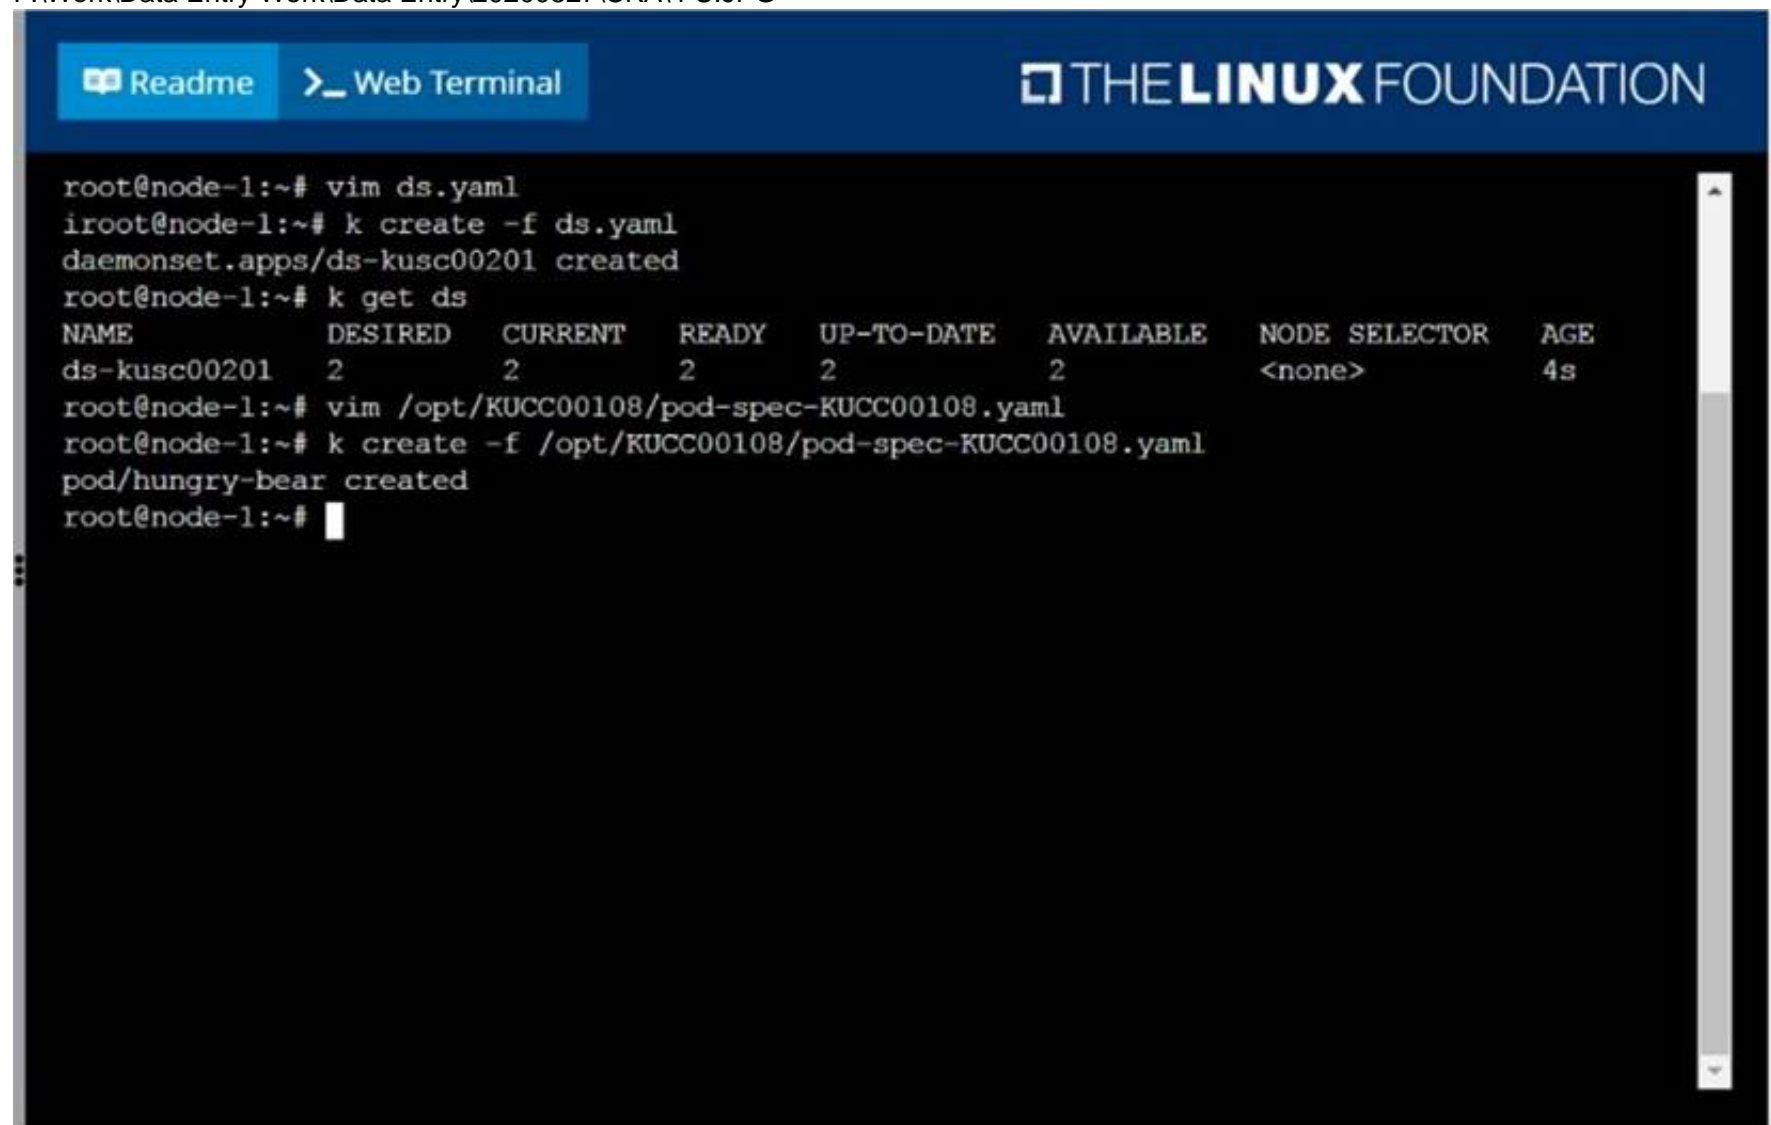 Readme
>_ Web Terminal
THE LINUX FOUNDATION
root@node-1:~# vim ds.yaml
iroot@node-1:~# k create -f ds.yaml
daemonset.apps/ds-kusc00201 created
root@node-1:~# k get ds
NAME DESIRED CURRENT READY UP-TO-DATE AVAILABLE NODE SELECTOR AGE
ds-kusc00201 2 2 2 2 2 <none> 4s
root@node-1:~# vim /opt/KUCC00108/pod-spec-KUCC00108.yaml
root@node-1:~# k create -f /opt/KUCC00108/pod-spec-KUCC00108.yaml
pod/hungry-bear created
root@node-1:~#